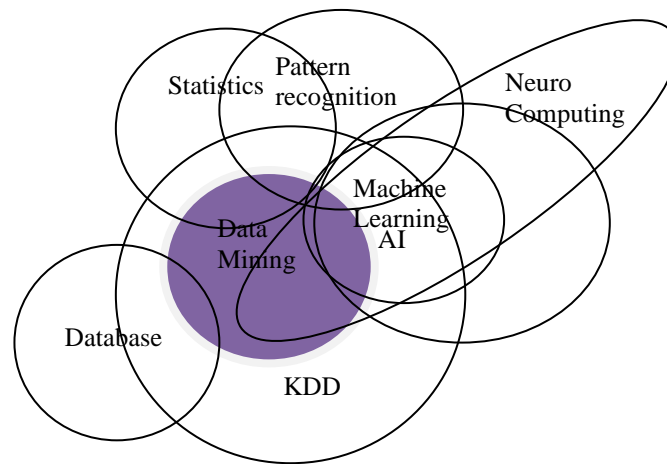 Statistics
Pattern
recognition
Neuro
Computing
Machine
Learning
AI
Data
Mining
Database
KDD